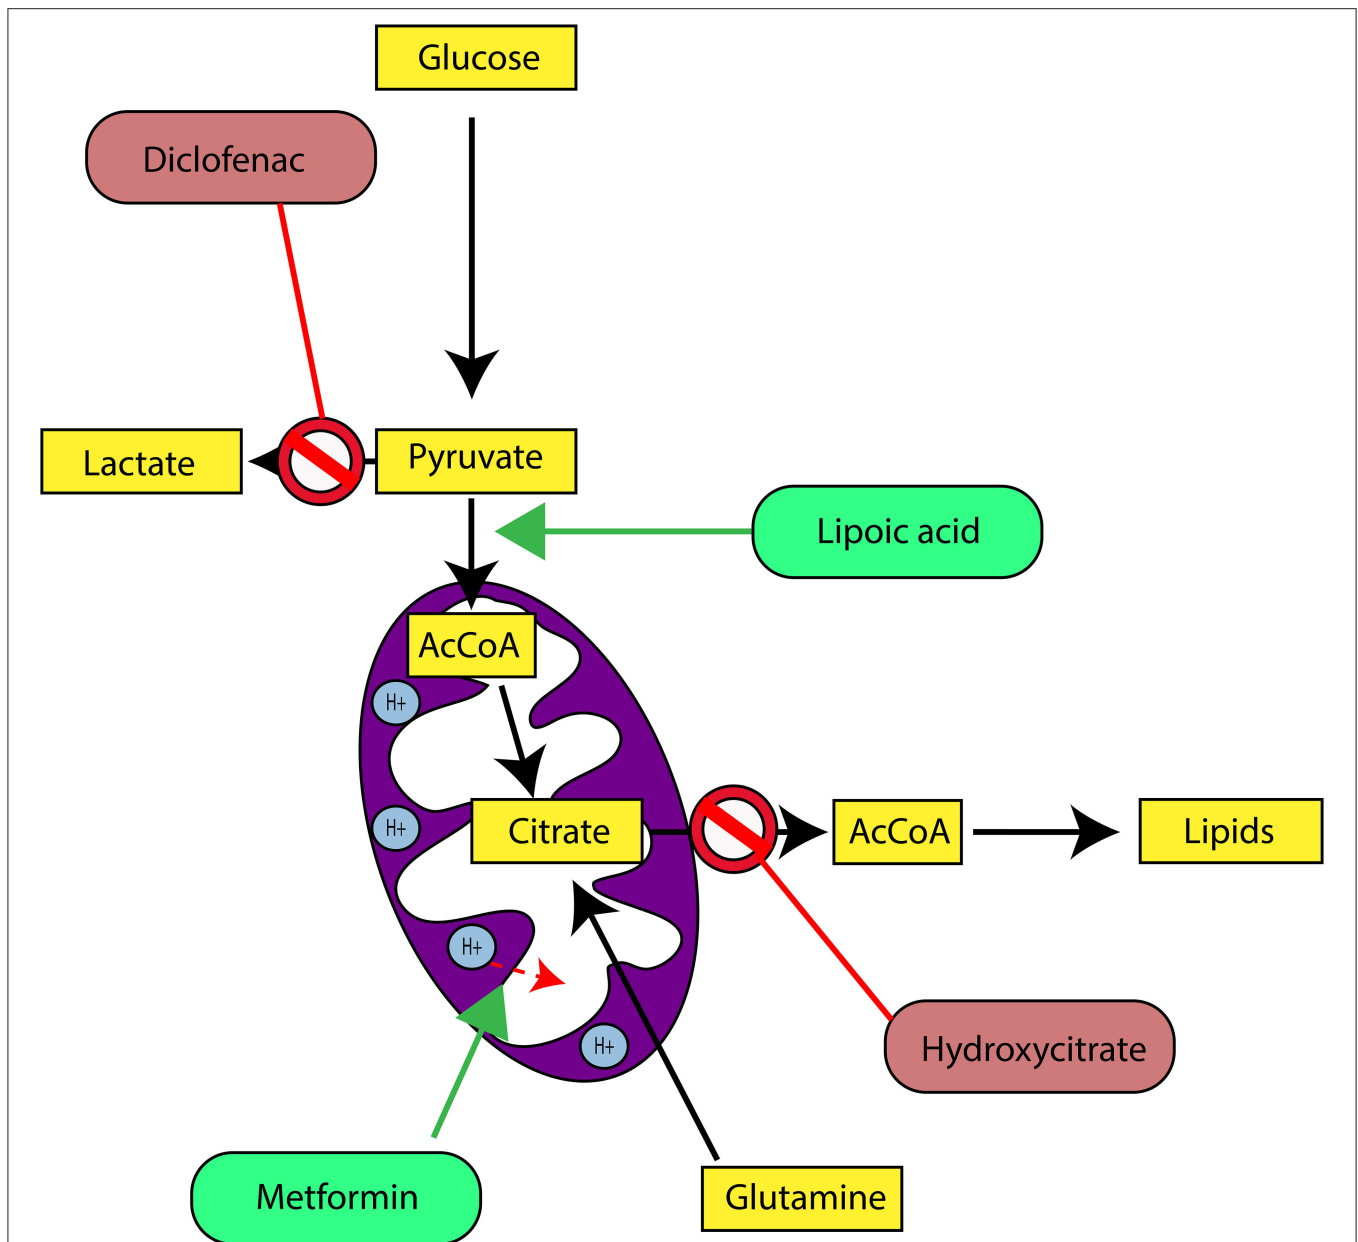 Glucose
Diclofenac
Lactate
Pyruvate
Lipoic acid
AcCoA
H+
H+
Citrate
AcCoA
Lipids
H+
H+
Hydroxycitrate
Metformin
Glutamine